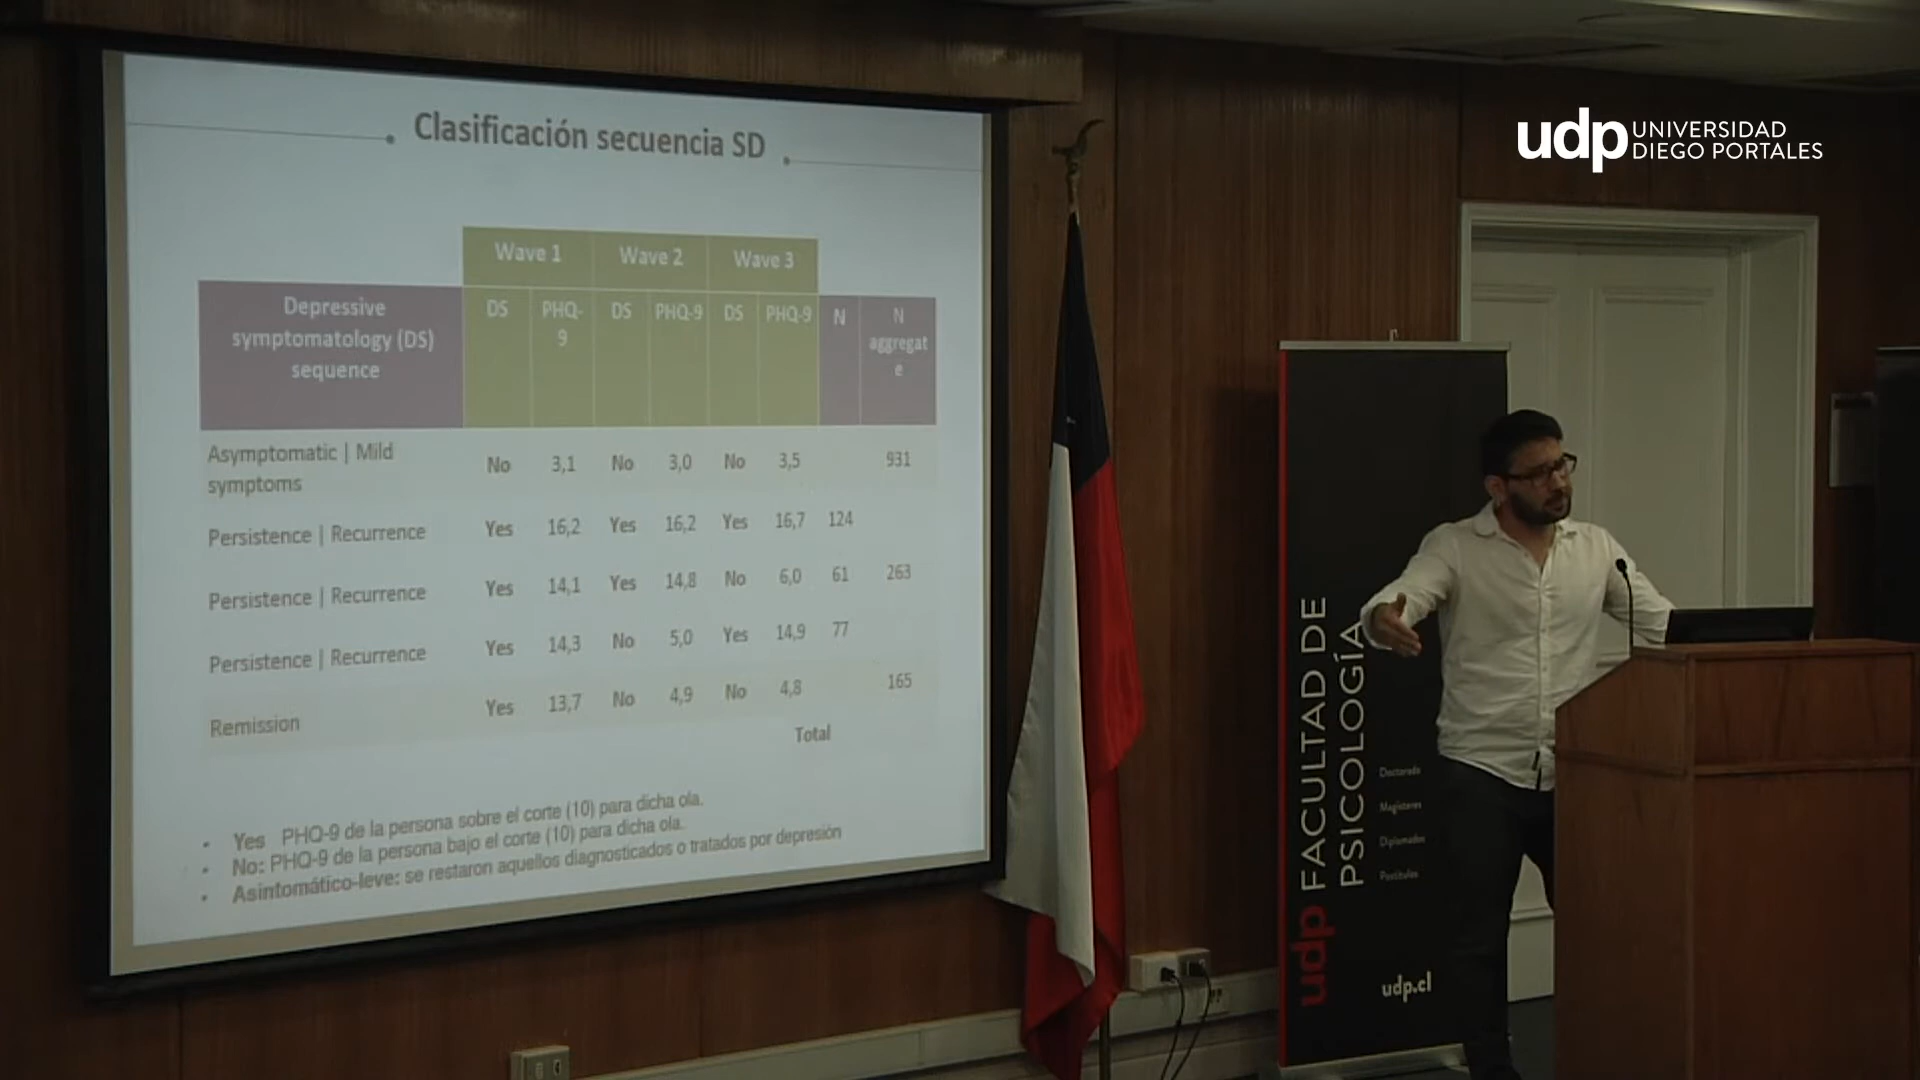 Clasificación secuencia SD
Wave 1 Wave 2 Wave 3
Depressive symptomatology (DS) sequence DS PHQ-9 DS PHQ-9 DS PHQ-9 N N aggregate
Asymptomatic | Mild symptoms No 3,1 No 3,0 No 3,5 931
Persistence | Recurrence Yes 16,2 Yes 16,2 Yes 16,7 124
Persistence | Recurrence Yes 14,1 Yes 14,8 No 6,0 61 263
Persistence | Recurrence Yes 14,3 No 5,0 Yes 14,9 77
Remission Yes 13,7 No 4,9 No 4,8 165
Total
• Yes PHQ-9 de la persona sobre el corte (10) para dicha ola.
• No: PHQ-9 de la persona bajo el corte (10) para dicha ola.
• Asintomático-leve: se restaron aquellos diagnosticados o tratados por depresión
udp UNIVERSIDAD
DIEGO PORTALES
udp FACULTAD DE
PSICOLOGÍA
Doctorado
Magísteres
Diplomados
Postítulos
udp.cl